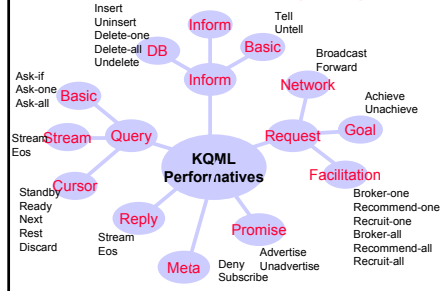 Insert
Uninsert
Delete-one
Delete-all
Undelete
DB
Inform
Basic
Tell
Untell
Inform
Ask-if
Ask-one
Ask-all
Basic
Stream
Eos
Stream
Query
Cursor
Standby
Ready
Next
Rest
Discard
KQML
Performatives
Broadcast
Forward
Network
Achieve
Unachieve
Request
Goal
Facilitation
Broker-one
Recommend-one
Recruit-one
Broker-all
Recommend-all
Recruit-all
Reply
Stream
Eos
Meta
Deny
Subscribe
Promise
Advertise
Unadvertise